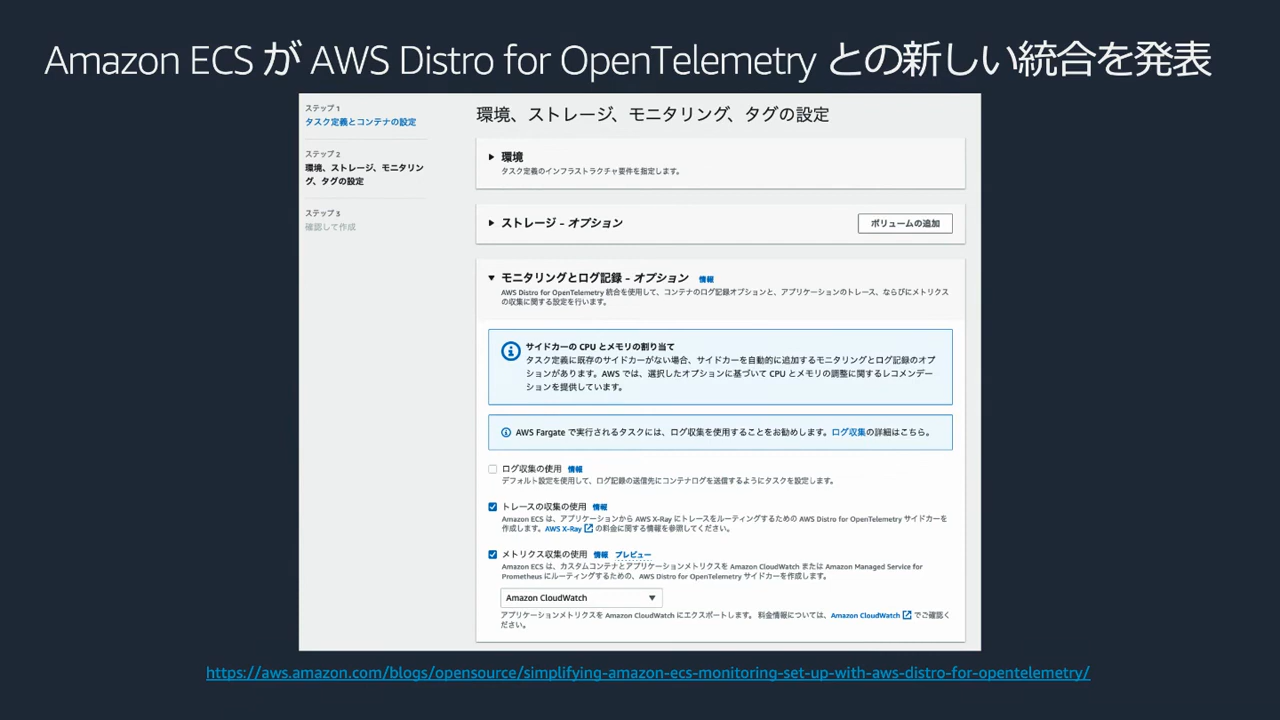 Amazon ECS が AWS Distro for OpenTelemetry との新しい統合を発表
ステップ 1
タスク定義とコンテナの設定
ステップ 2
環境、ストレージ、モニタリン
グ、タグの設定
ステップ 3
確認して作成
環境、ストレージ、モニタリング、タグの設定
環境
タスク定義のインフラストラクチャ要件を指定します。
ストレージ - オプション
ボリュームの追加
モニタリングとログ記録 - オプション 情報
AWS Distro for OpenTelemetry 統合を使用して、コンテナのログ記録オプションと、アプリケーションのトレース、ならびにメトリクス
の収集に関する設定を行います。
サイドカーの CPU とメモリの割り当て
タスク定義に既存のサイドカーがない場合、サイドカーを自動的に追加するモニタリングとログ記録のオプ
ションがあります。AWS では、選択したオプションに基づいて CPU とメモリの調整に関するレコメンデー
ションを提供しています。
AWS Fargate で実行されるタスクには、ログ収集を使用することをお勧めします。ログ収集の詳細はこちら。
ログ収集の使用 情報
デフォルト設定を使用して、ログ記録の送信先にコンテナログを送信するようにタスクを設定します。
トレースの収集の使用 情報
Amazon ECS は、アプリケーションから AWS X-Ray にトレースをルーティングするための AWS Distro for OpenTelemetry サイドカーを
作成します。AWS X-Ray の料金に関する情報を参照してください。
メトリクス収集の使用 情報 プレビュー
Amazon ECS は、カスタムコンテナとアプリケーションメトリクスを Amazon CloudWatch または Amazon Managed Service for
Prometheus にルーティングするための、AWS Distro for OpenTelemetry サイドカーを作成します。
Amazon CloudWatch
アプリケーションメトリクスを Amazon CloudWatch にエクスポートします。 料金情報については、Amazon CloudWatch でご確認く
ださい。
https://aws.amazon.com/blogs/opensource/simplifying-amazon-ecs-monitoring-set-up-with-aws-distro-for-opentelemetry/